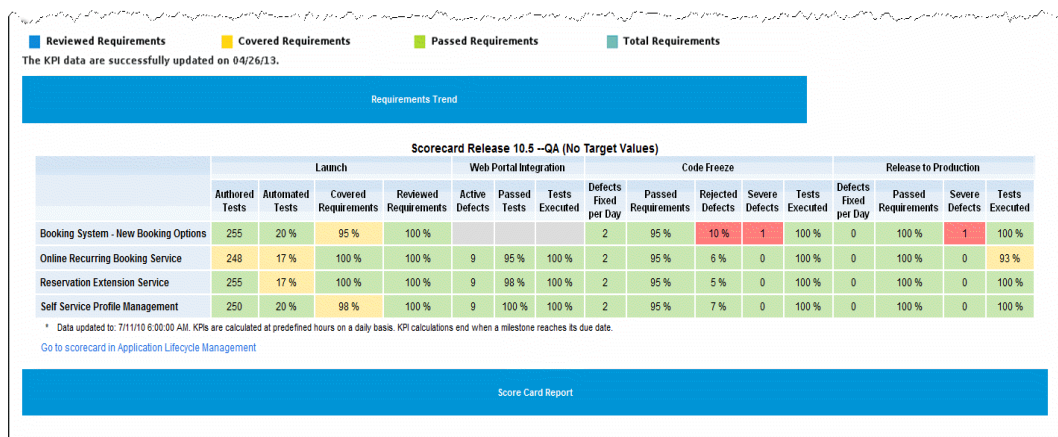 Reviewed Requirements Covered Requirements Passed Requirements Total Requirements
The KPI data are successfully updated on 04/26/13.
Requirements Trend
Scorecard Release 10.5 --QA (No Target Values)
Launch Web Portal Integration Code Freeze Release to Production
Authored Tests Automated Tests Covered Requirements Reviewed Requirements Active Defects Passed Tests Tests Executed Defects Fixed per Day Passed Requirements Rejected Defects Severe Defects Tests Executed Defects Fixed per Day Passed Requirements Severe Defects Tests Executed
Booking System - New Booking Options 255 20 % 95 % 100 % 2 95 % 10 % 1 100 % 0 100 % 1 100 %
Online Recurring Booking Service 248 17 % 100 % 100 % 9 95 % 100 % 2 95 % 6 % 0 100 % 0 100 % 0 93 %
Reservation Extension Service 255 17 % 100 % 100 % 9 98 % 100 % 2 95 % 5 % 0 100 % 0 100 % 0 100 %
Self Service Profile Management 250 20 % 98 % 100 % 9 100 % 100 % 2 95 % 7 % 0 100 % 0 100 % 0 100 %
* Data updated to: 7/11/10 6:00:00 AM. KPIs are calculated at predefined hours on a daily basis. KPI calculations end when a milestone reaches its due date.
Go to scorecard in Application Lifecycle Management
Score Card Report